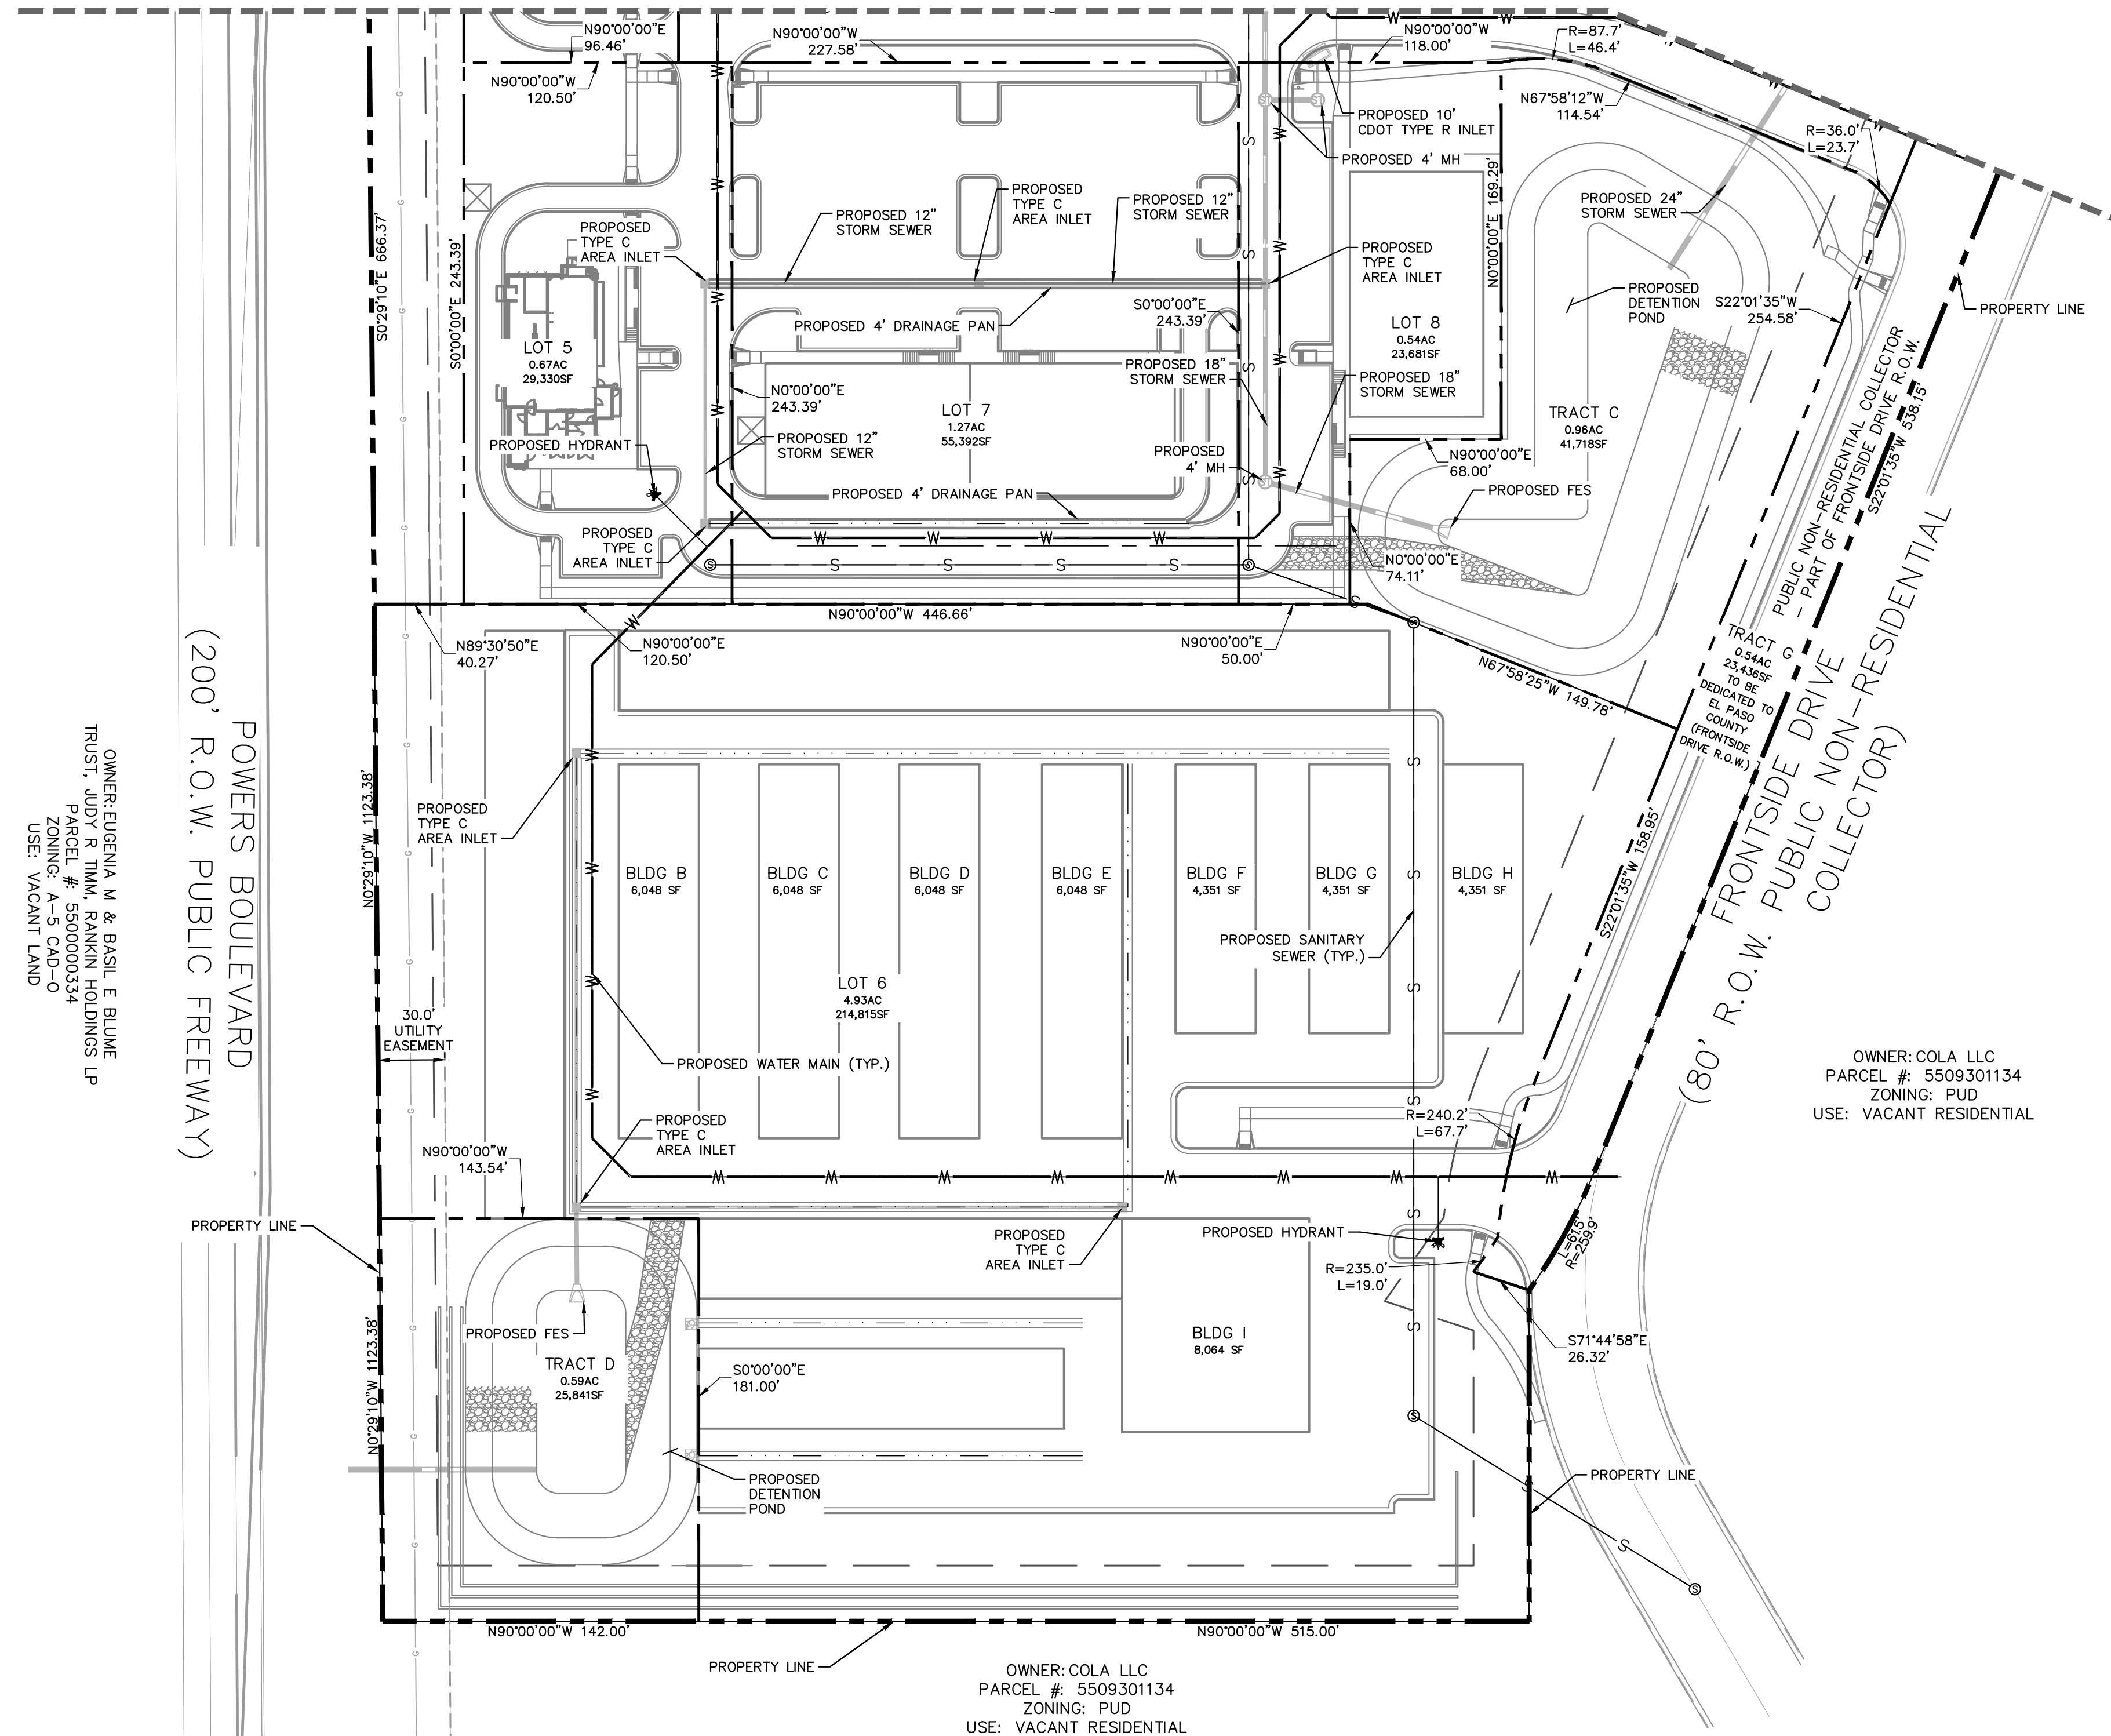 N90°00'00"E
96.46'
N90°00'00"W
120.50'
N90°00'00"W
227.58'
N90°00'00"W
118.00'
R=87.7'
L=46.4'
N67°58'12"W
114.54'
R=36.0'
L=23.7'
PROPOSED 10'
CDOT TYPE R INLET
PROPOSED 4' MH
N0°00'00"E 169.29'
PROPOSED 24"
STORM SEWER
S0°29'10"E 666.37'
S0°00'00"E 243.39'
PROPOSED
TYPE C
AREA INLET
PROPOSED 12"
STORM SEWER
PROPOSED
TYPE C
AREA INLET
PROPOSED 12"
STORM SEWER
PROPOSED
TYPE C
AREA INLET
PROPOSED
DETENTION
POND
S22°01'35"W
254.58'
PROPERTY LINE
S0°00'00"E
243.39'
PROPOSED 4' DRAINAGE PAN
LOT 5
0.67AC
29,330SF
LOT 8
0.54AC
23,681SF
PROPOSED 18"
STORM SEWER
PROPOSED 18"
STORM SEWER
N0°00'00"E
243.39'
LOT 7
1.27AC
55,392SF
TRACT C
0.96AC
41,718SF
PROPOSED HYDRANT
PROPOSED 12"
STORM SEWER
PROPOSED
4' MH
N90°00'00"E
68.00'
PROPOSED 4' DRAINAGE PAN
PROPOSED FES
PROPOSED
TYPE C
AREA INLET
N0°00'00"E
74.11'
PUBLIC NON-RESIDENTIAL COLLECTOR
- PART OF FRONTSIDE DRIVE R.O.W.
S22°01'35"W 538.15'
N90°00'00"W 446.66'
N89°30'50"E
40.27'
N90°00'00"E
120.50'
N90°00'00"E
50.00'
N67°58'25"W 149.78'
TRACT G
0.54AC
23,436SF
TO BE
DEDICATED TO
EL PASO
COUNTY
(FRONTSIDE
DRIVE R.O.W.)
FRONTSIDE DRIVE
(80' R.O.W. PUBLIC NON-RESIDENTIAL
COLLECTOR)
POWERS BOULEVARD
(200' R.O.W. PUBLIC FREEWAY)
OWNER:EUGENIA M & BASIL E BLUME
TRUST, JUDY R TIMM, RANKIN HOLDINGS LP
PARCEL #: 5500000334
ZONING: A-5 CAD-O
USE: VACANT LAND
N0°29'10"W 1123.38'
PROPOSED
TYPE C
AREA INLET
BLDG B
6,048 SF
BLDG C
6,048 SF
BLDG D
6,048 SF
BLDG E
6,048 SF
BLDG F
4,351 SF
BLDG G
4,351 SF
BLDG H
4,351 SF
S22°01'35"W 158.95'
PROPOSED SANITARY
SEWER (TYP.)
LOT 6
4.93AC
214,815SF
30.0'
UTILITY
EASEMENT
PROPOSED WATER MAIN (TYP.)
OWNER: COLA LLC
PARCEL #: 5509301134
ZONING: PUD
USE: VACANT RESIDENTIAL
PROPOSED
TYPE C
AREA INLET
R=240.2'
L=67.7'
N90°00'00"W
143.54'
PROPERTY LINE
PROPOSED
TYPE C
AREA INLET
PROPOSED HYDRANT
L=61.5'
R=259.9'
R=235.0'
L=19.0'
PROPOSED FES
BLDG I
8,064 SF
S71°44'58"E
26.32'
TRACT D
0.59AC
25,841SF
S0°00'00"E
181.00'
N0°29'10"W 1123.38'
PROPOSED
DETENTION
POND
PROPERTY LINE
N90°00'00"W 142.00'
N90°00'00"W 515.00'
PROPERTY LINE
OWNER: COLA LLC
PARCEL #: 5509301134
ZONING: PUD
USE: VACANT RESIDENTIAL